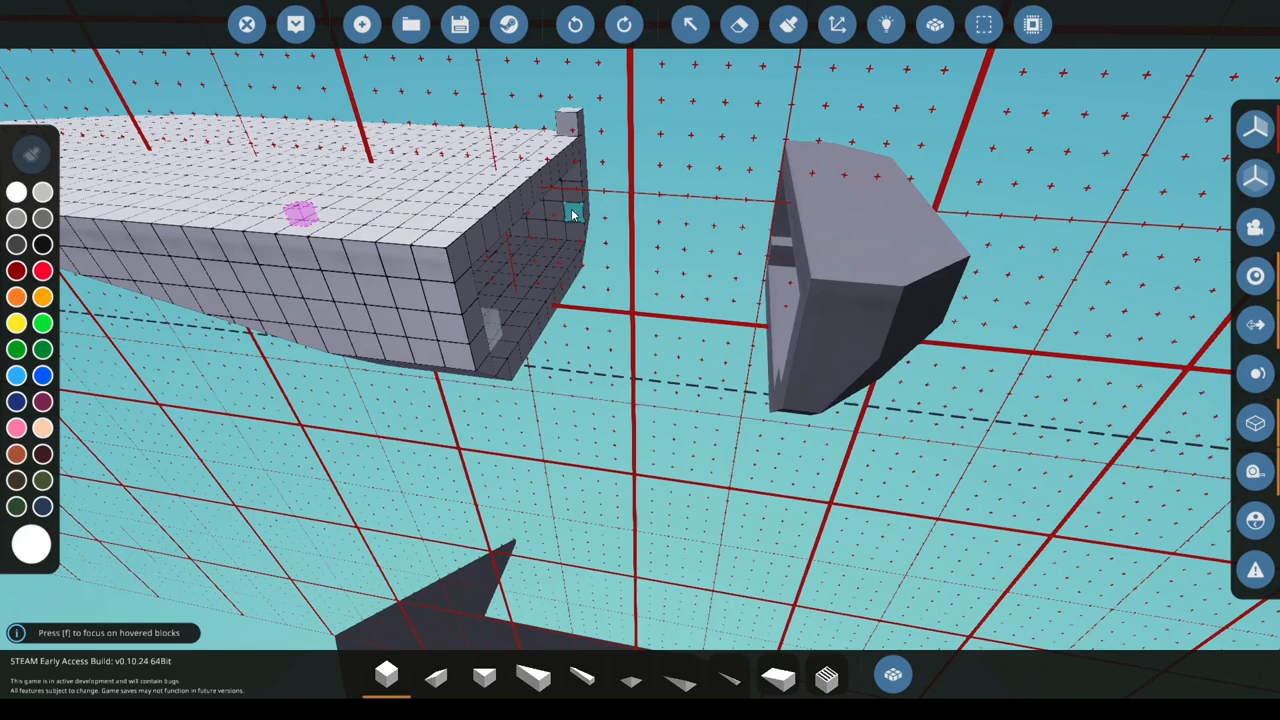 Press [f] to focus on hovered blocks
STEAM Early Access Build: v0.10.24 64Bit
This game is in active development and will contain bugs.
All features subject to change. Game saves may not function in future versions.